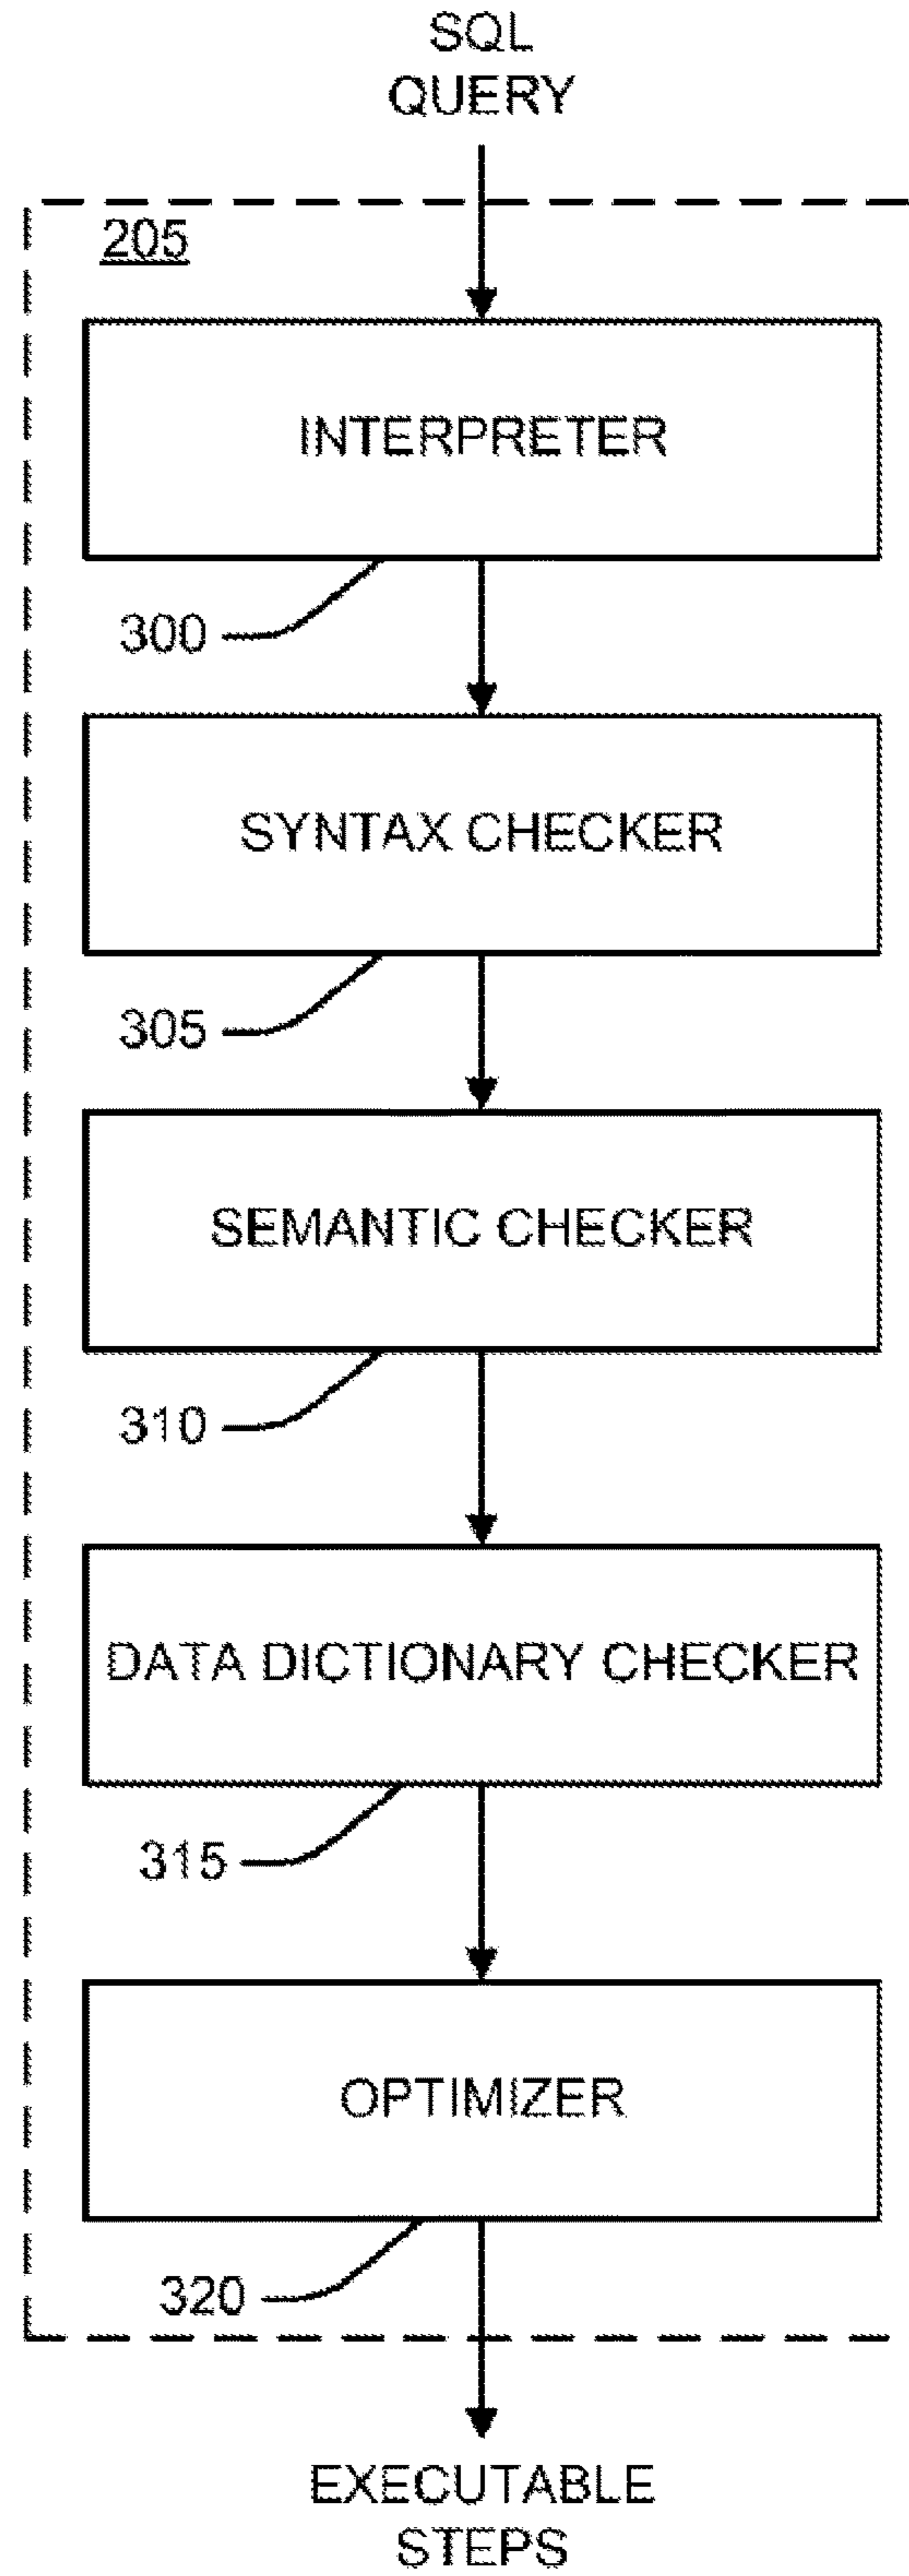 SQL
QUERY
205
INTERPRETER
300
SYNTAX CHECKER
305
SEMANTIC CHECKER
310
DATA DICTIONARY CHECKER
315
OPTIMIZER
320
EXECUTABLE
STEPS